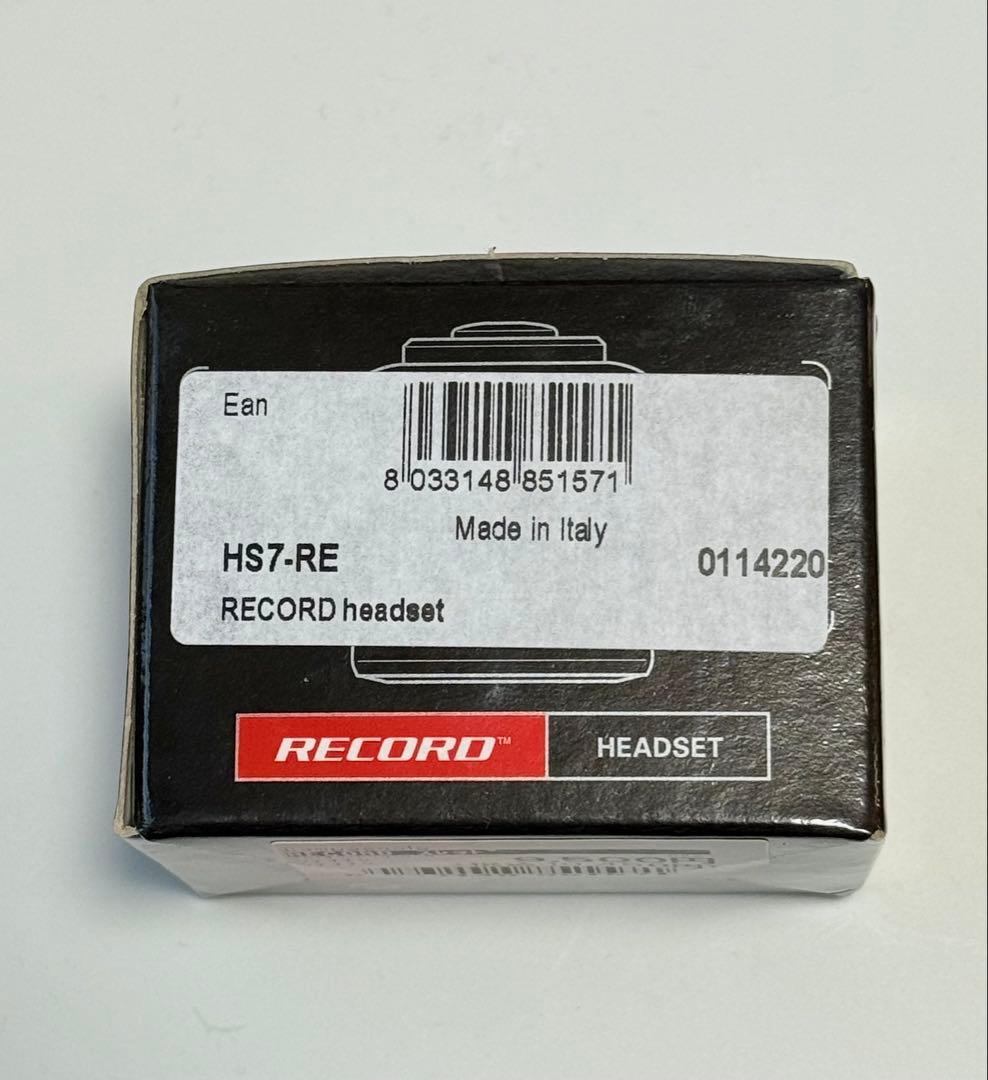 Ean
8 033148 851571
Made in Italy
HS7-RE 0114220
RECORD headset
RECORD™ HEADSET